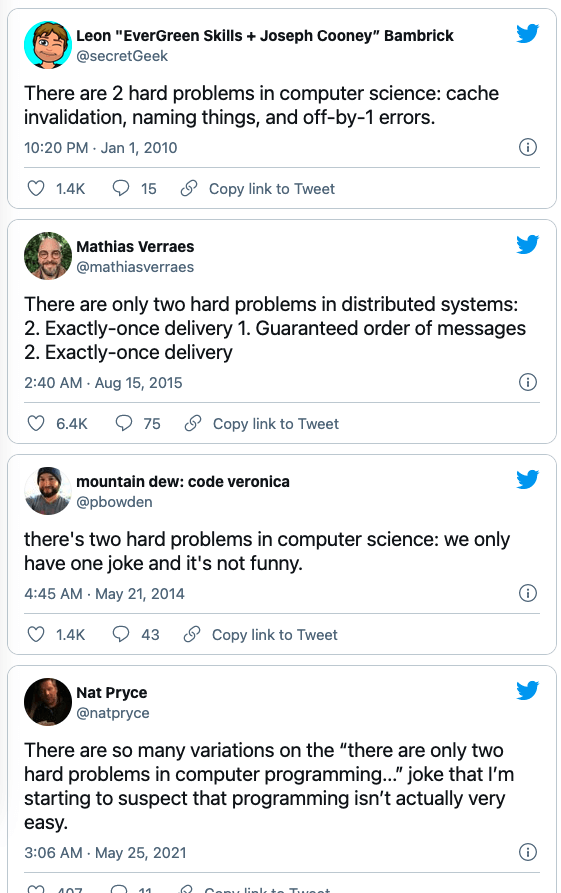 Leon "EverGreen Skills + Joseph Cooney” Bambrick
@secretGeek
There are 2 hard problems in computer science: cache
invalidation, naming things, and off-by-1 errors.
10:20 PM · Jan 1, 2010
1.4K 15 Copy link to Tweet
Mathias Verraes
@mathiasverraes
There are only two hard problems in distributed systems:
2. Exactly-once delivery 1. Guaranteed order of messages
2. Exactly-once delivery
2:40 AM · Aug 15, 2015
6.4K 75 Copy link to Tweet
mountain dew: code veronica
@pbowden
there's two hard problems in computer science: we only
have one joke and it's not funny.
4:45 AM · May 21, 2014
1.4K 43 Copy link to Tweet
Nat Pryce
@natpryce
There are so many variations on the “there are only two
hard problems in computer programming...” joke that I’m
starting to suspect that programming isn’t actually very
easy.
3:06 AM · May 25, 2021
407 11 Copy link to Tweet